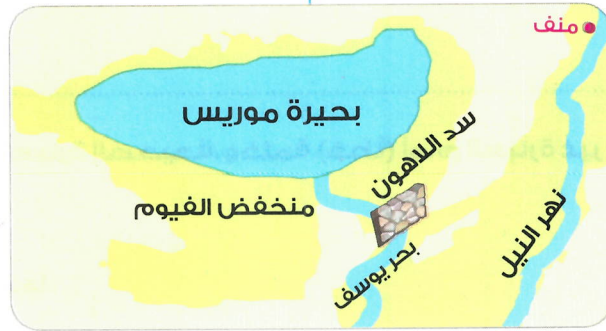 منف
بحيرة موريس
سد اللاهون
منخفض الفيوم
نهر النيل
بحر يوسف